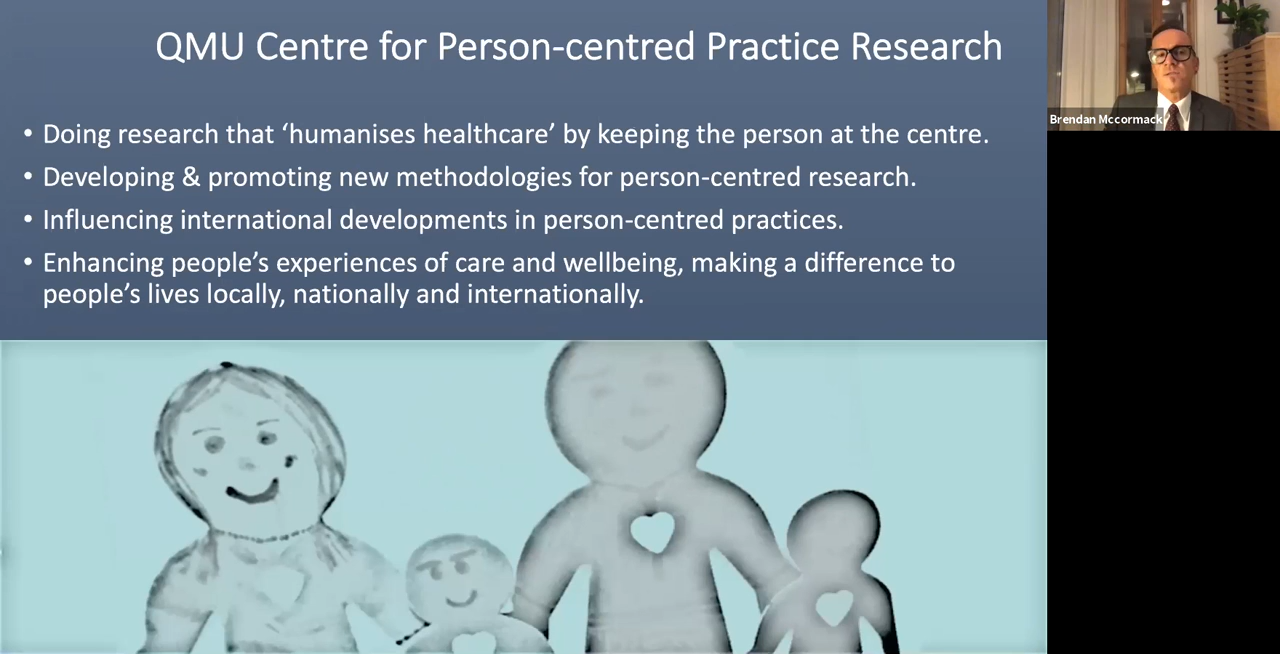 QMU Centre for Person-centred Practice Research
• Doing research that ‘humanises healthcare’ by keeping the person at the centre.
• Developing & promoting new methodologies for person-centred research.
• Influencing international developments in person-centred practices.
• Enhancing people’s experiences of care and wellbeing, making a difference to
people’s lives locally, nationally and internationally.
Brendan Mccormack